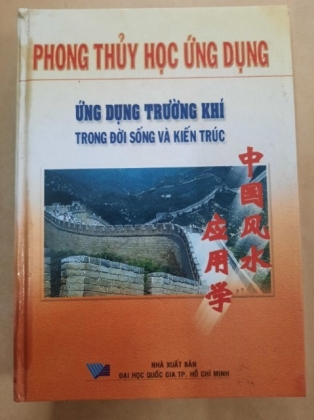 PHONG THỦY HỌC ỨNG DỤNG
ỨNG DỤNG TRƯỜNG KHÍ
TRONG ĐỜI SỐNG VÀ KIẾN TRÚC
中国风水
应用学
NHÀ XUẤT BẢN
ĐẠI HỌC QUỐC GIA TP. HỒ CHÍ MINH